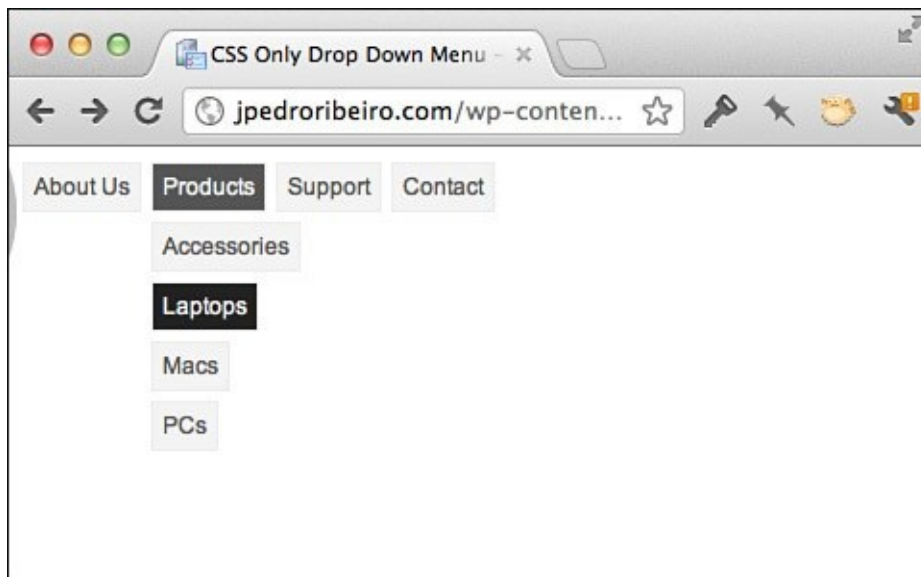 CSS Only Drop Down Menu -
jpedroribeiro.com/wp-conten...
About Us Products Support Contact
Accessories
Laptops
Macs
PCs